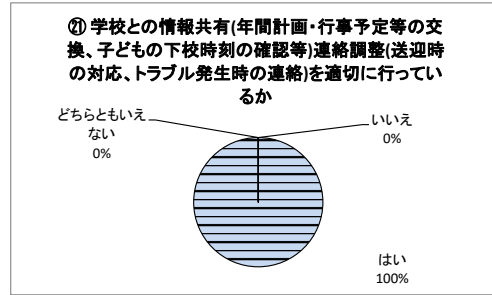 ㉑ 学校との情報共有(年間計画・行事予定等の交
換、子どもの下校時刻の確認等)連絡調整(送迎時
の対応、トラブル発生時の連絡)を適切に行ってい
るか
どちらともいえ
ない
0%
いいえ
0%
はい
100%